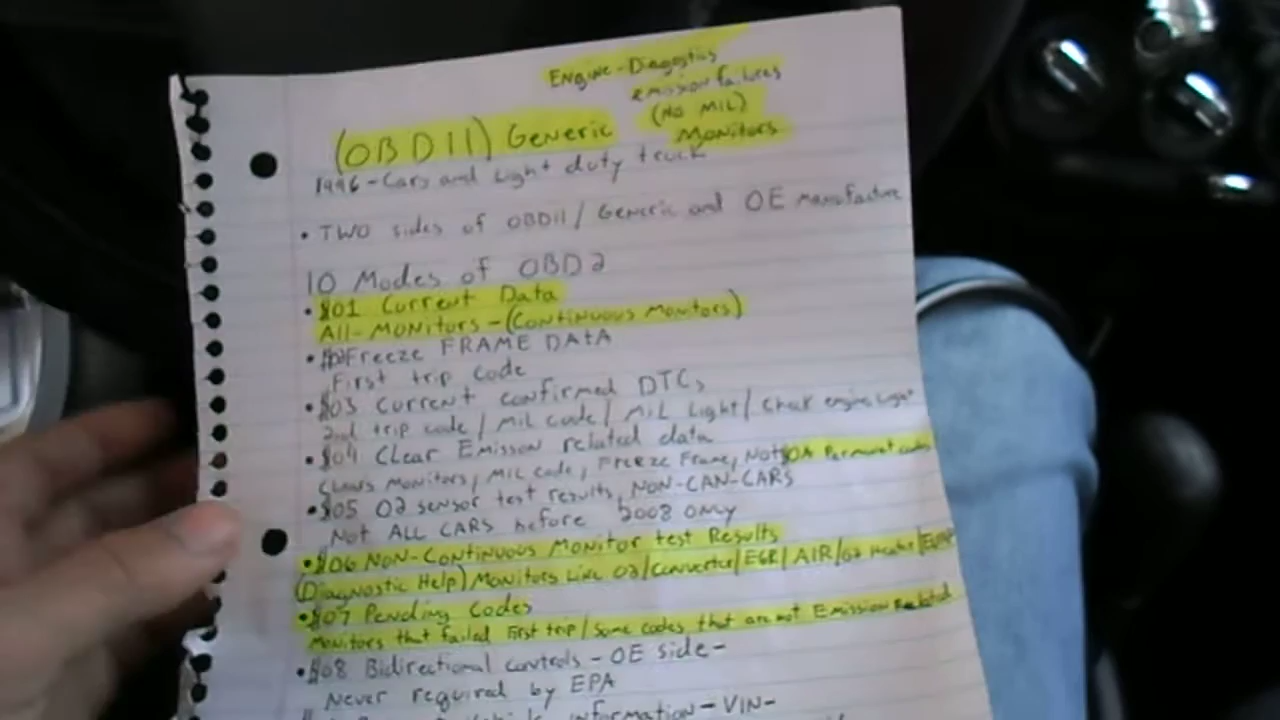 Engine-Diagostis
emission failures
(NO MIL)
Monitors
(OBD11) Generic
1996-Cars and Light duty truck
• TWO sides of OBD11/ Generic and OE manufacture
10 Modes of OBD2
• $01 Current Data
All-Monitors-(Continuous Monitors)
• Freeze FRAME DATA
First trip code
• $03 Current confirmed DTCs
2nd trip code/ MIL code/ MIL Light/ Check engine Light
• $04 Clear Emisson related data
Clears Monitors, MIL code, Freeze Frame, Not $0A Permanent codes
• $05 O2 sensor test results, NON-CAN-CARS
Not ALL CARS before 2008 only
• $06 NON-Continuous Monitor test Results
(Diagnostic Help) Monitors Like O2/Converter/EGR/AIR/O2 Heater/EVAP
• $07 Pending Codes
Monitors that failed First trip/ Some codes that are not Emission Related
• $08 Bidirectional controls - OE side -
Never required by EPA
information - VIN-